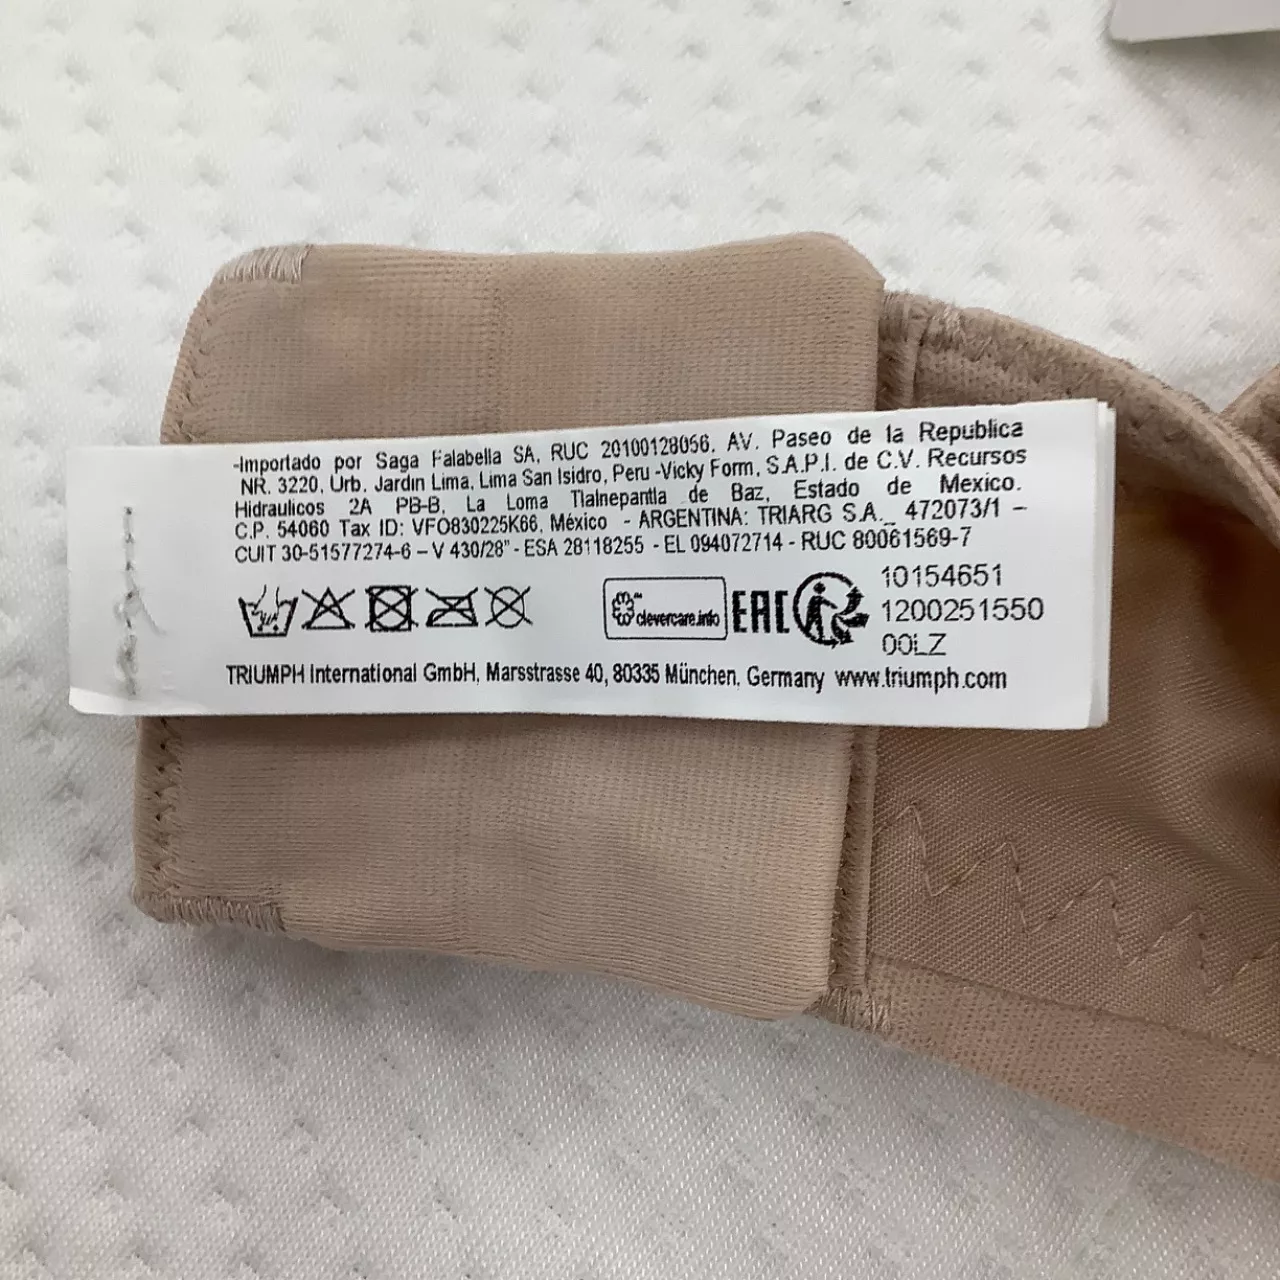 -Importado por Saga Falabella SA, RUC 20100128056. AV. Paseo de la Republica
NR. 3220, Urb. Jardin Lima, Lima San Isidro, Peru -Vicky Form, S.A.P.I. de C.V. Recursos
Hidraulicos 2A PB-B, La Loma Tlalnepantla de Baz, Estado de Mexico.
C.P. 54060 Tax ID: VFO830225K66, México - ARGENTINA: TRIARG S.A._ 472073/1 –
CUIT 30-51577274-6 – V 430/28" - ESA 28118255 - EL 094072714 - RUC 80061569-7
clevercare.info EAC
10154651
1200251550
00LZ
TRIUMPH International GmbH, Marsstrasse 40, 80335 München, Germany www.triumph.com